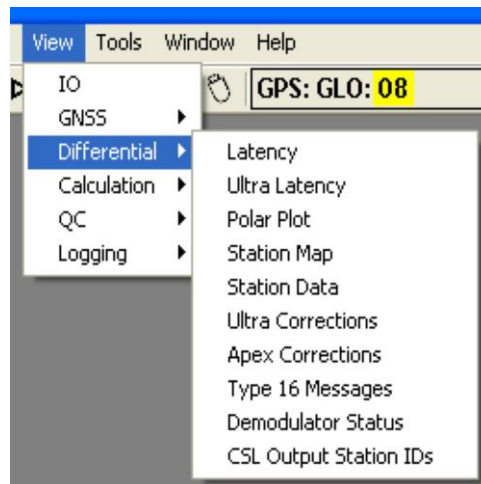 View Tools Window Help
GPS: GLO: 08
IO
GNSS
Differential
Calculation
QC
Logging
Latency
Ultra Latency
Polar Plot
Station Map
Station Data
Ultra Corrections
Apex Corrections
Type 16 Messages
Demodulator Status
CSL Output Station IDs